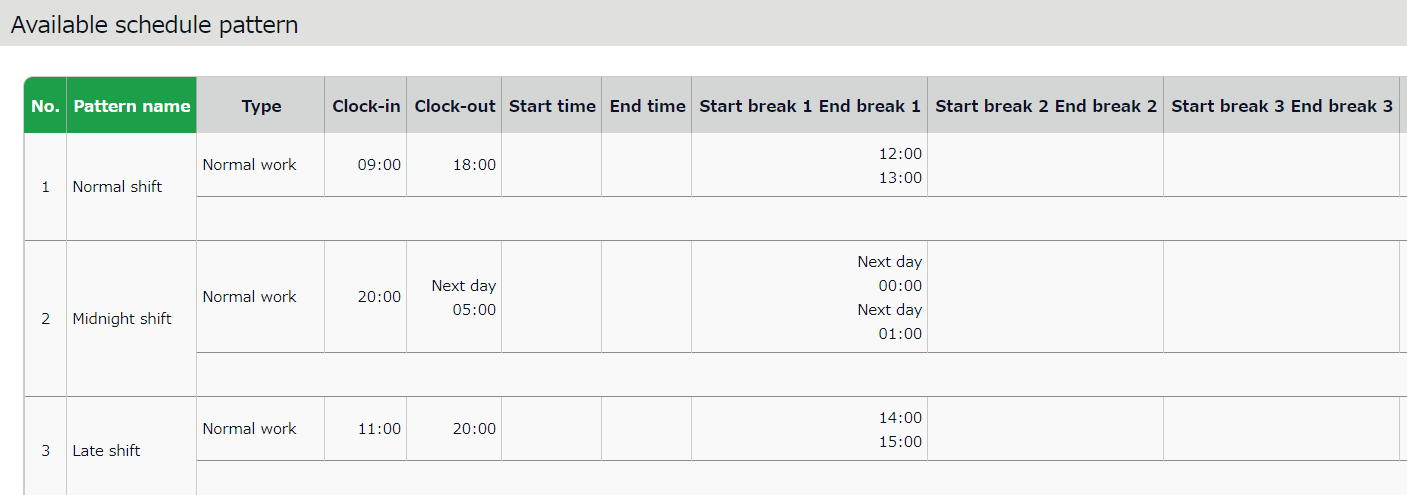 Available schedule pattern
No. Pattern name Type Clock-in Clock-out Start time End time Start break 1 End break 1 Start break 2 End break 2 Start break 3 End break 3
1 Normal shift Normal work 09:00 18:00 12:00
13:00
2 Midnight shift Normal work 20:00 Next day
05:00
Next day
00:00
Next day
01:00
3 Late shift Normal work 11:00 20:00 14:00
15:00